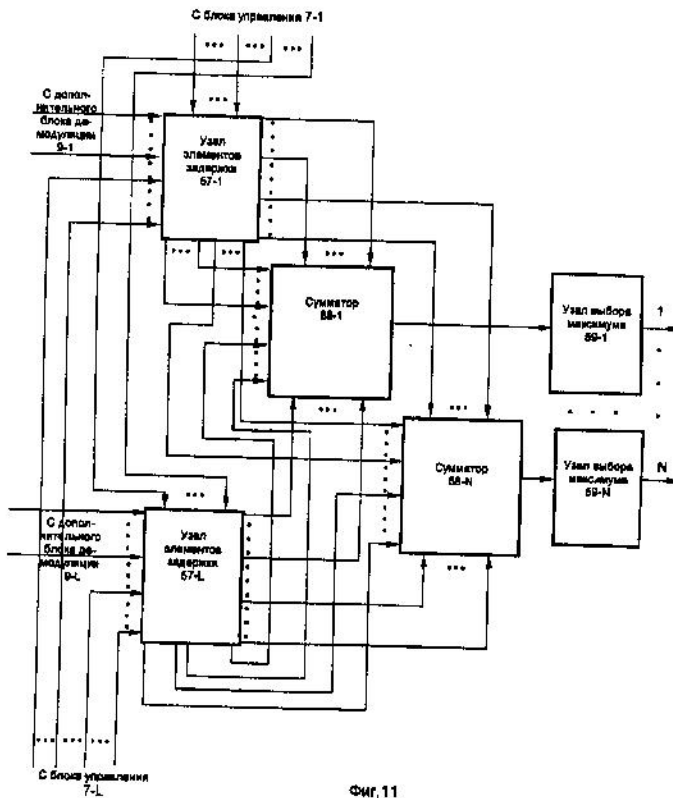 С блока управления 7-1
С допол-
нительного
блока де-
модуляции
9-1
Узел
элементов
задержки
57-1
Сумматор
58-1
Узел выбора
максимума
59-1
1
Сумматор
58-N
Узел выбора
максимума
59-N
N
С допол-
нительного
блока де-
модуляции
9-L
Узел
элементов
задержки
57-L
С блока управления
7-L
Фиг.11